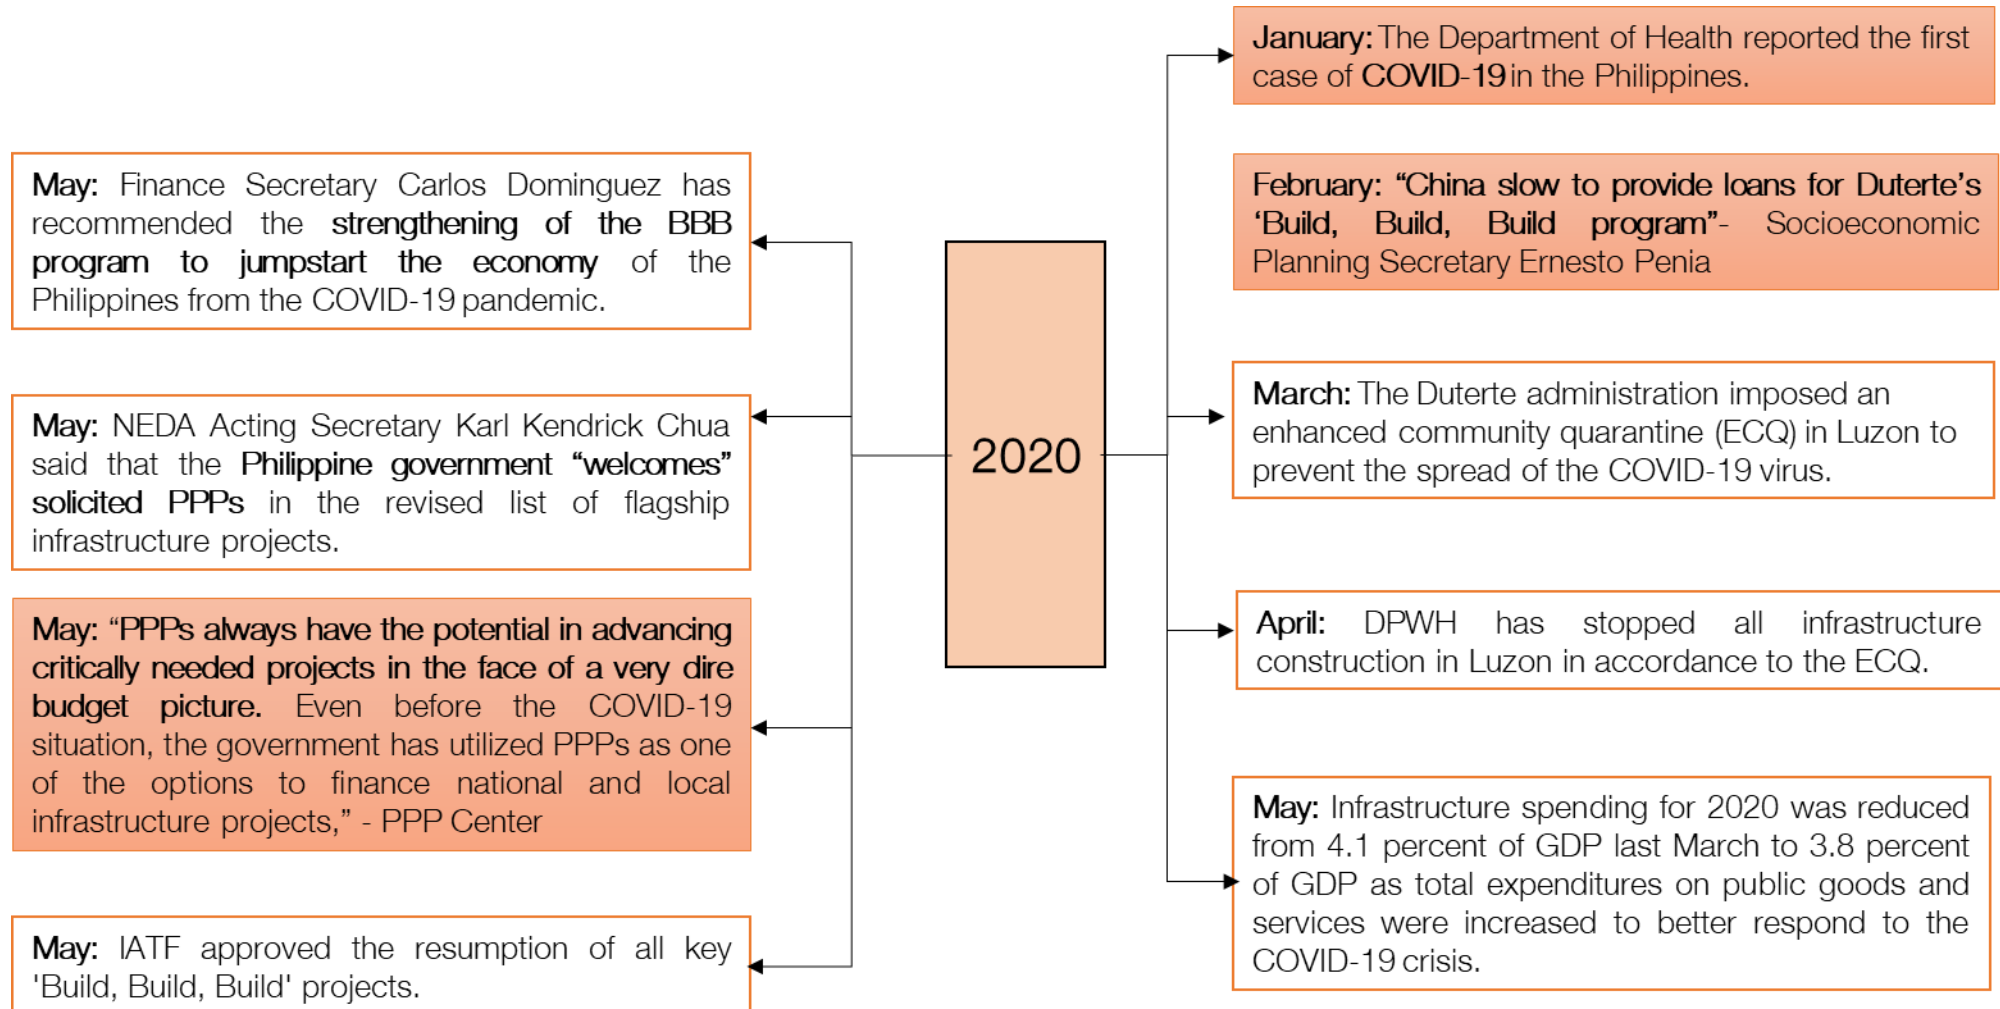 January: The Department of Health reported the first
case of COVID-19 in the Philippines.
February: “China slow to provide loans for Duterte’s
‘Build, Build, Build program”- Socioeconomic
Planning Secretary Ernesto Penia
March: The Duterte administration imposed an
enhanced community quarantine (ECQ) in Luzon to
prevent the spread of the COVID-19 virus.
April: DPWH has stopped all infrastructure
construction in Luzon in accordance to the ECQ.
May: Infrastructure spending for 2020 was reduced
from 4.1 percent of GDP last March to 3.8 percent
of GDP as total expenditures on public goods and
services were increased to better respond to the
COVID-19 crisis.
2020
May: Finance Secretary Carlos Dominguez has
recommended the strengthening of the BBB
program to jumpstart the economy of the
Philippines from the COVID-19 pandemic.
May: NEDA Acting Secretary Karl Kendrick Chua
said that the Philippine government “welcomes”
solicited PPPs in the revised list of flagship
infrastructure projects.
May: “PPPs always have the potential in advancing
critically needed projects in the face of a very dire
budget picture. Even before the COVID-19
situation, the government has utilized PPPs as one
of the options to finance national and local
infrastructure projects,” - PPP Center
May: IATF approved the resumption of all key
'Build, Build, Build' projects.